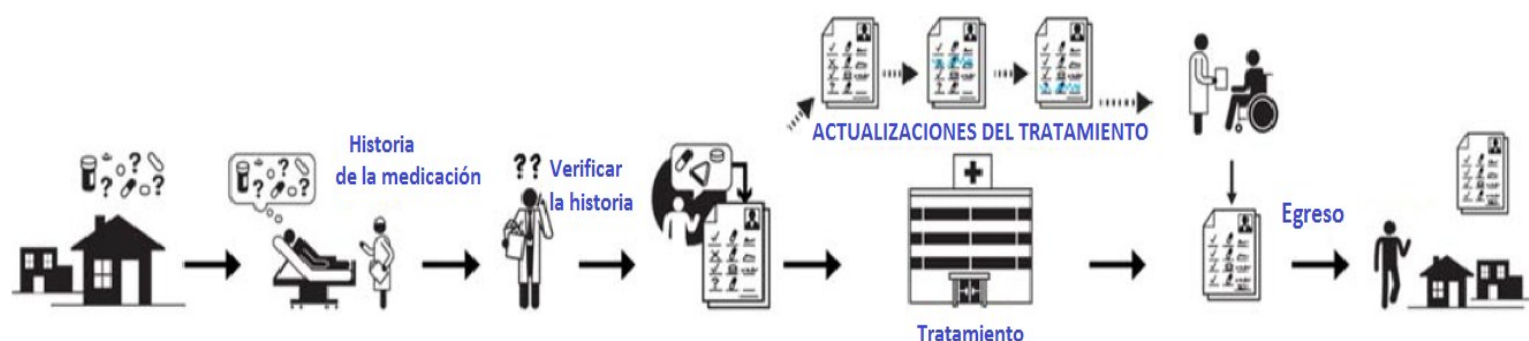 ACTUALIZACIONES DEL TRATAMIENTO
Historia
de la medicación
?? Verificar
la historia
Egreso
Tratamiento